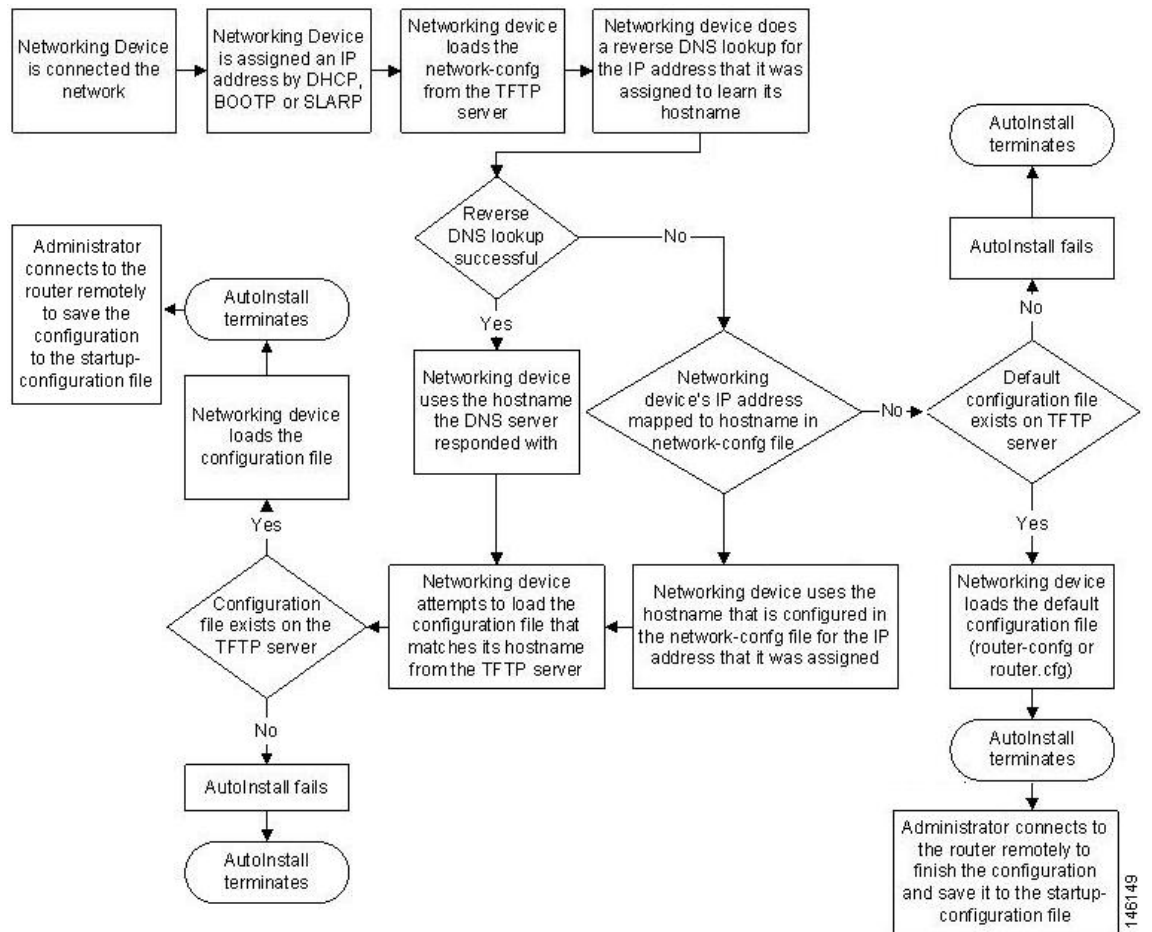 Networking Device
is connected the
network
Networking Device
is assigned an IP
address by DHCP,
BOOTP or SLARP
Networking device
loads the
network-confg
from the TFTP
server
Networking device does
a reverse DNS lookup for
the IP address that it was
assigned to learn its
hostname
AutoInstall
terminates
Reverse
DNS lookup
successful
No
AutoInstall fails
Administrator
connects to the
router remotely
to save the
configuration
to the startup-
configuration file
AutoInstall
terminates
Yes
No
Networking device
loads the
configuration file
Networking device
uses the hostname
the DNS server
responded with
Networking
device's IP address
mapped to hostname in
network-confg file
No
Default
configuration file
exists on TFTP
server
Yes
Yes
Configuration
file exists on the
TFTP server
Networking device
attempts to load the
configuration file that
matches its hostname
from the TFTP server
Networking device uses the
hostname that is configured in
the network-confg file for the IP
address that it was assigned
Networking device
loads the default
configuration file
(router-confg or
router.cfg)
No
AutoInstall fails
AutoInstall
terminates
AutoInstall
terminates
Administrator connects to
the router remotely to
finish the configuration
and save it to the startup-
configuration file
146149